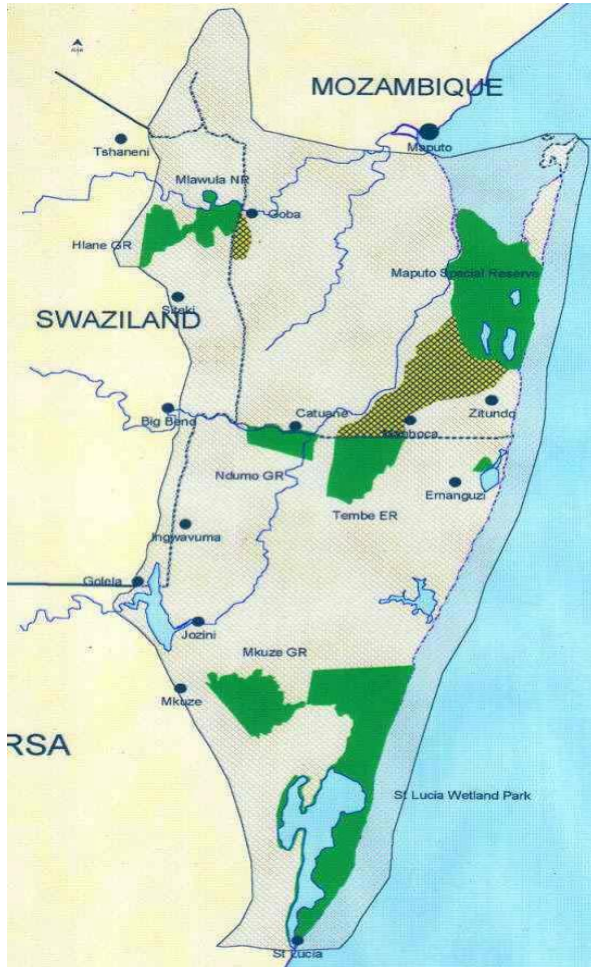 MOZAMBIQUE
Maputo
Tshaneni
Mlawula NR
Goba
Hlane GR
Maputo Special Reserve
Siteki
SWAZILAND
Big Bend
Catuane
Zitundo
Ndumo GR
Emanguzi
Tembe ER
Ingwavuma
Golela
Jozini
Mkuze GR
Mkuze
RSA
St Lucia Wetland Park
St Lucia